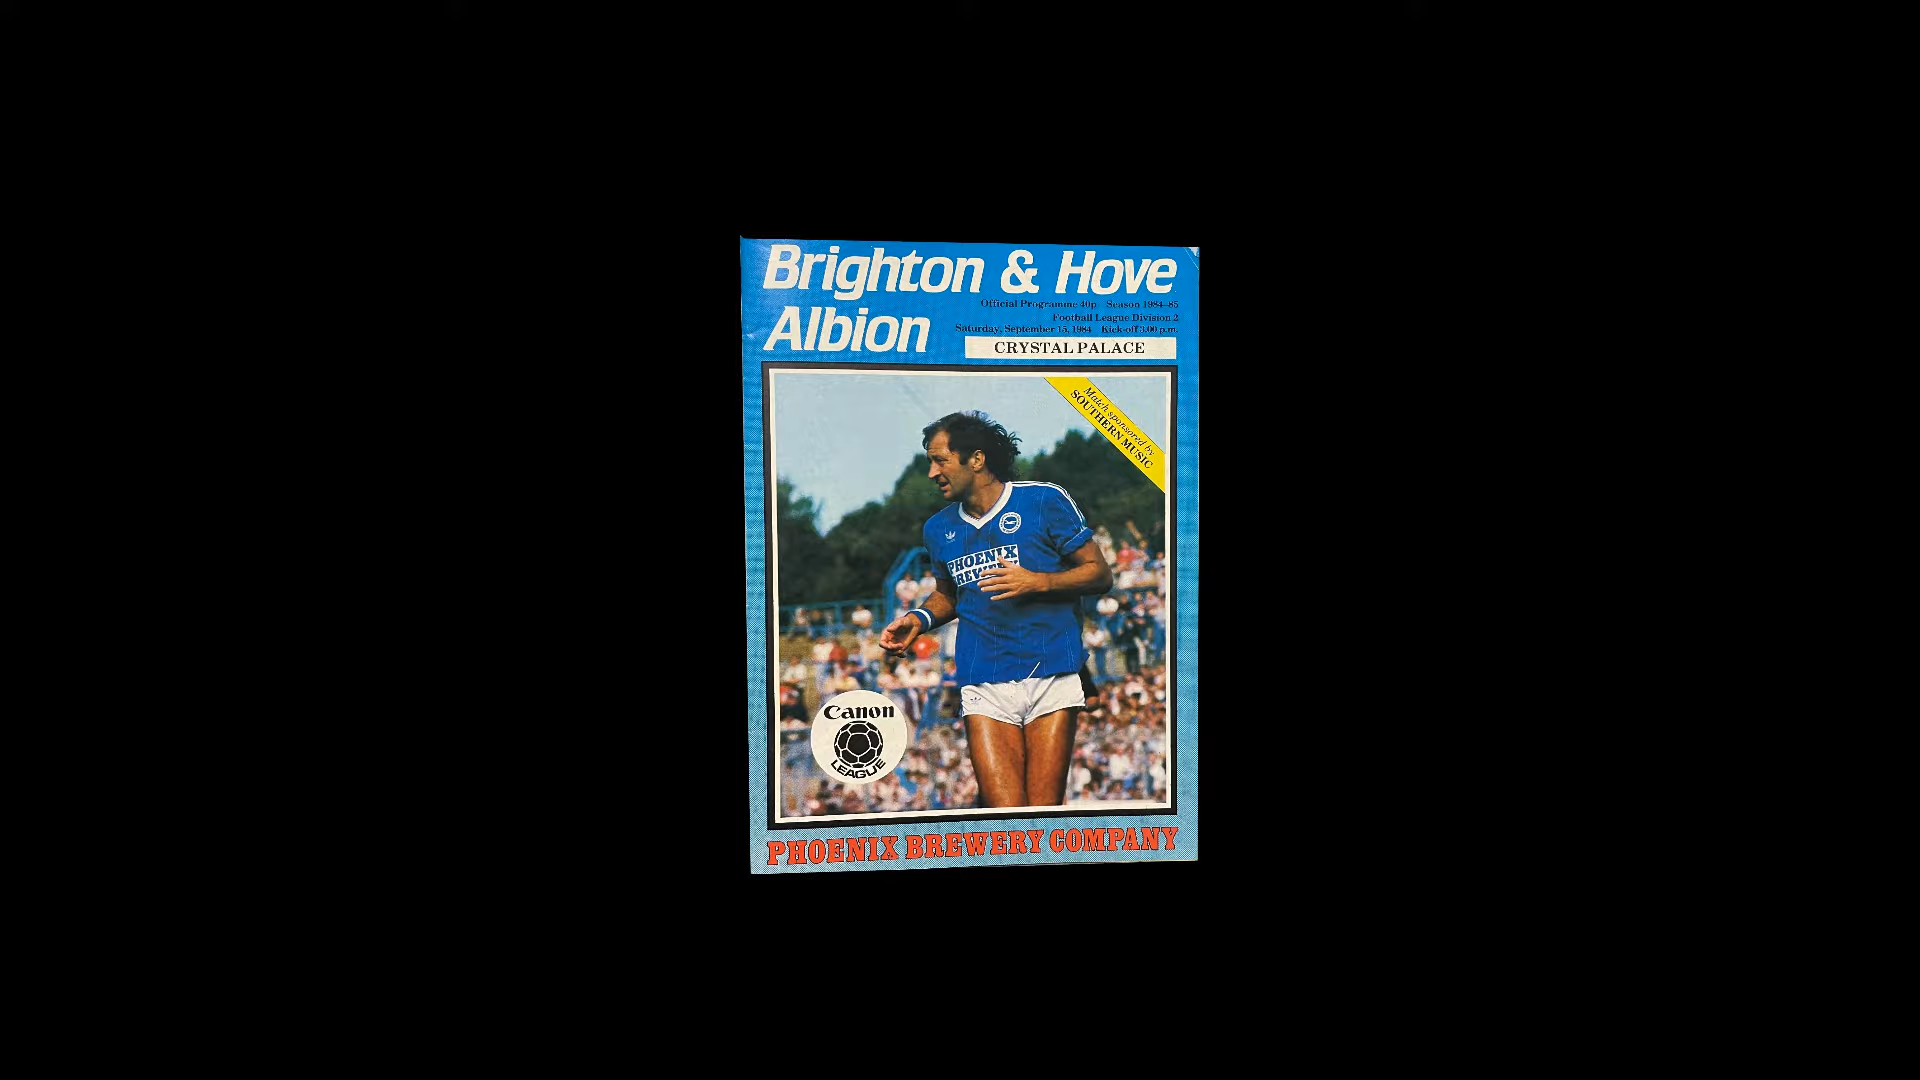 Brighton & Hove
Albion
Official Programme 40p Season 1984–85
Football League Division 2
Saturday, September 15, 1984 Kick-off 3.00 p.m.
CRYSTAL PALACE
Match sponsored by
SOUTHERN MUSIC
PHOENIX
BREWERY
Canon
LEAGUE
PHOENIX BREWERY COMPANY